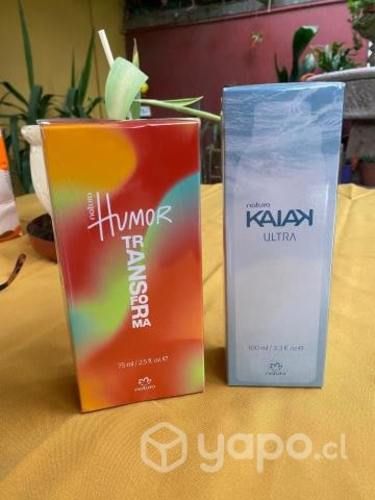 natura
HUMOR
TRANSFORMA
75 ml / 2.5 fl. oz e
natura
natura
KAIAK
ULTRA
100 ml / 3.3 fl. oz e
natura
yapo.cl